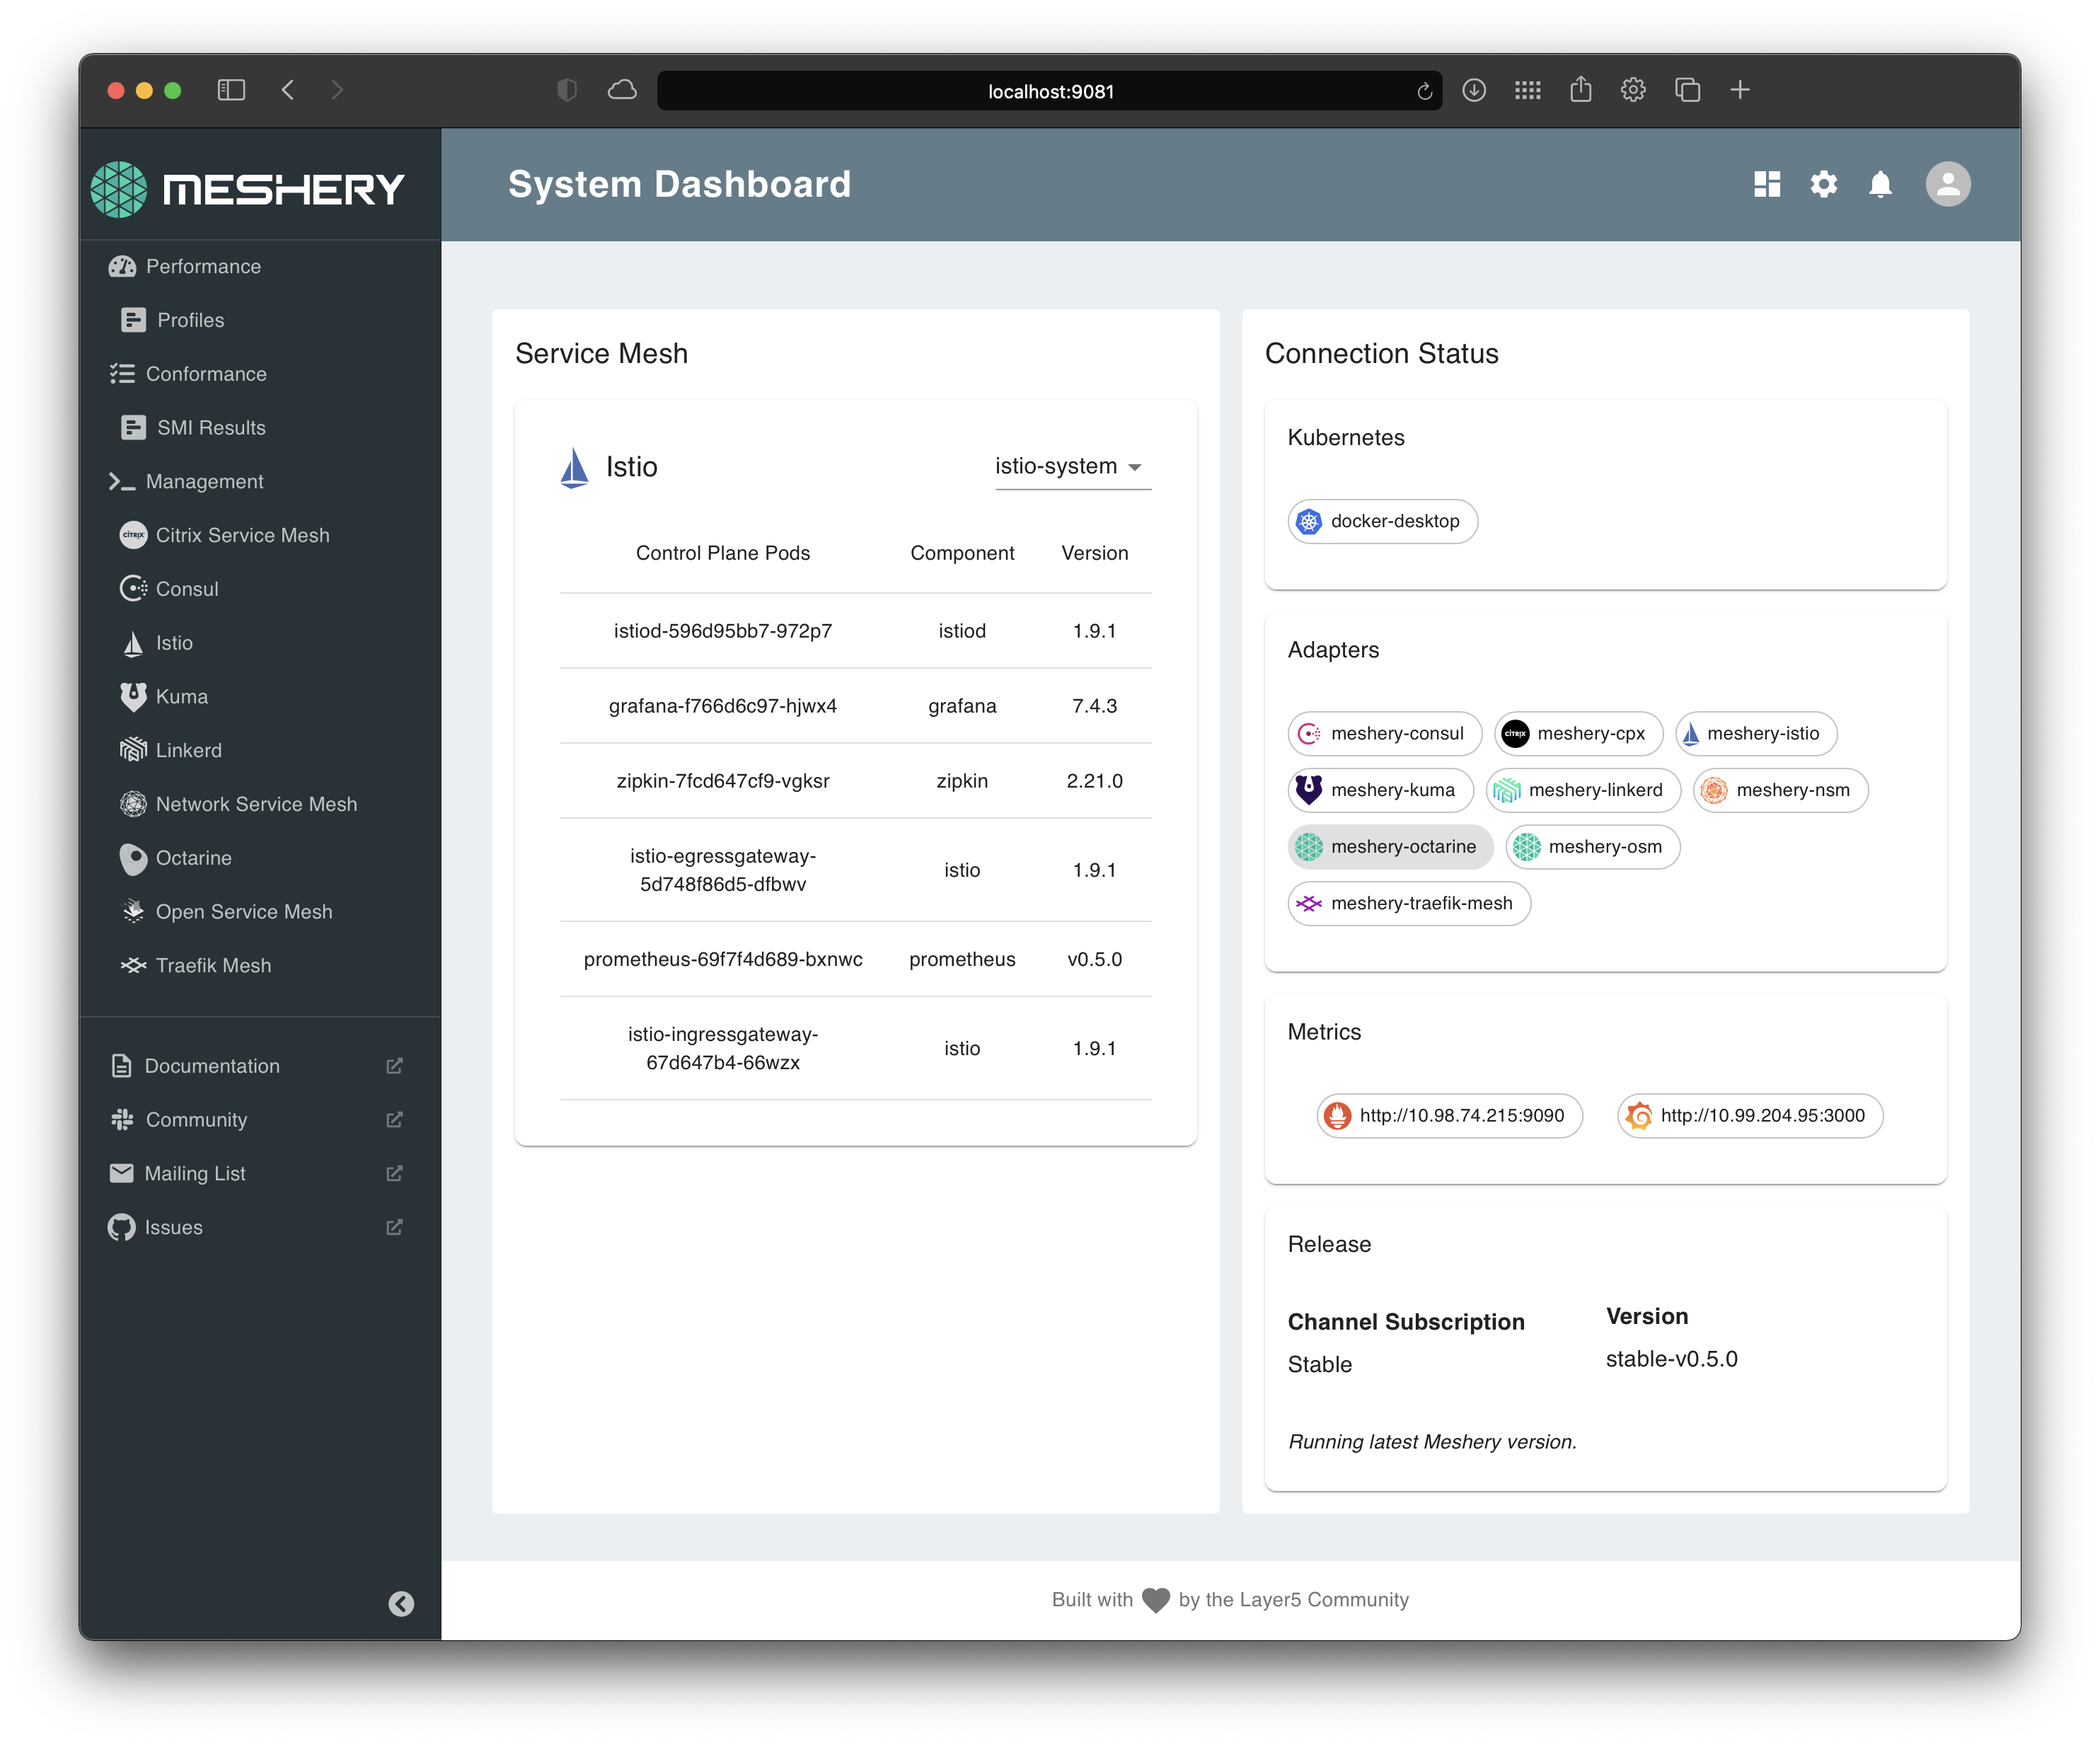 localhost:9081
MESHERY
Performance
Profiles
Conformance
SMI Results
Management
Citrix Service Mesh
Consul
Istio
Kuma
Linkerd
Network Service Mesh
Octarine
Open Service Mesh
Traefik Mesh
Documentation
Community
Mailing List
Issues
System Dashboard
Service Mesh
Istio
istio-system
Control Plane Pods Component Version
istiod-596d95bb7-972p7 istiod 1.9.1
grafana-f766d6c97-hjwx4 grafana 7.4.3
zipkin-7fcd647cf9-vgksr zipkin 2.21.0
istio-egressgateway-
5d748f86d5-dfbwv istio 1.9.1
prometheus-69f7f4d689-bxnwc prometheus v0.5.0
istio-ingressgateway-
67d647b4-66wzx istio 1.9.1
Connection Status
Kubernetes
docker-desktop
Adapters
meshery-consul citrix meshery-cpx meshery-istio
meshery-kuma meshery-linkerd meshery-nsm
meshery-octarine meshery-osm
meshery-traefik-mesh
Metrics
http://10.98.74.215:9090 http://10.99.204.95:3000
Release
Channel Subscription Version
Stable stable-v0.5.0
Running latest Meshery version.
Built with by the Layer5 Community